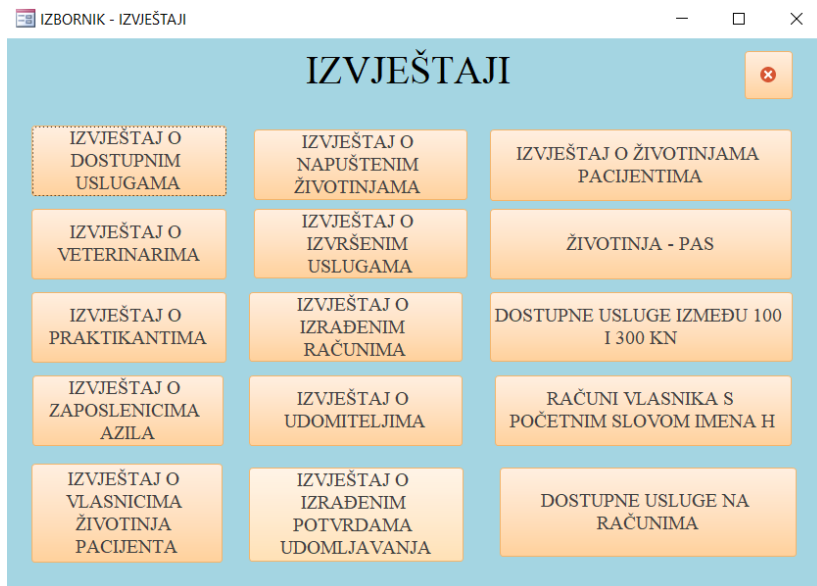 IZBORNIK - IZVJEŠTAJI
IZVJEŠTAJI
IZVJEŠTAJ O
DOSTUPNIM
USLUGAMA
IZVJEŠTAJ O
NAPUŠTENIM
ŽIVOTINJAMA
IZVJEŠTAJ O ŽIVOTINJAMA
PACIJENTIMA
IZVJEŠTAJ O
VETERINARIMA
IZVJEŠTAJ O
IZVRŠENIM
USLUGAMA
ŽIVOTINJA - PAS
IZVJEŠTAJ O
PRAKTIKANTIMA
IZVJEŠTAJ O
IZRAĐENIM
RAČUNIMA
DOSTUPNE USLUGE IZMEĐU 100
I 300 KN
IZVJEŠTAJ O
ZAPOSLENICIMA
AZILA
IZVJEŠTAJ O
UDOMITELJIMA
RAČUNI VLASNIKA S
POČETNIM SLOVOM IMENA H
IZVJEŠTAJ O
VLASNICIMA
ŽIVOTINJA
PACIJENTA
IZVJEŠTAJ O
IZRAĐENIM
POTVRDAMA
UDOMLJAVANJA
DOSTUPNE USLUGE NA
RAČUNIMA